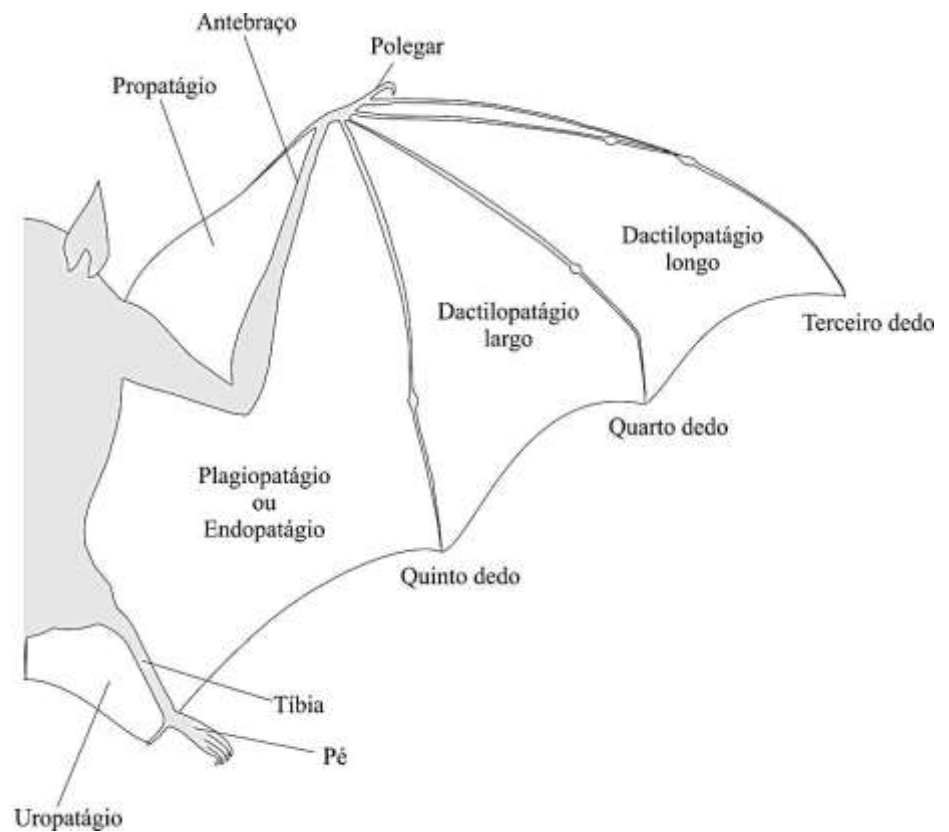 Antebraço
Polegar
Propatágio
Dactilopatágio
longo
Dactilopatágio
largo
Terceiro dedo
Quarto dedo
Plagiopatágio
ou
Endopatágio
Quinto dedo
Tíbia
Pé
Uropatágio